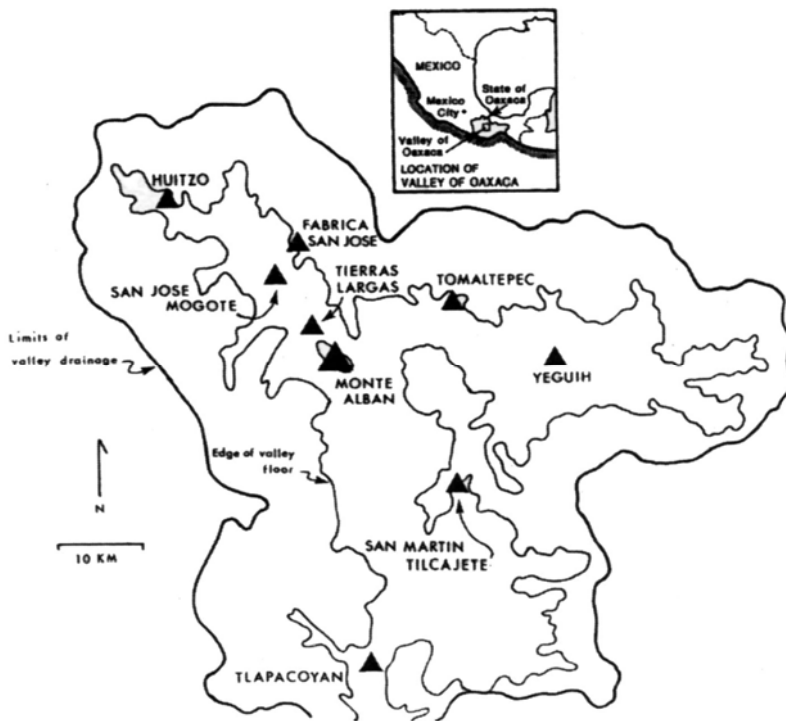 MEXICO
State of
Oaxaca
Mexico
City
Valley of
Oaxaca
LOCATION OF
VALLEY OF OAXACA
HUITZO
FABRICA
SAN JOSE
TIERRAS
LARGAS
TOMALTEPEC
SAN JOSE
MOGOTE
Limits of
valley drainage
YEGUIH
MONTE
ALBAN
Edge of valley
floor
N
10 KM
SAN MARTIN
TILCAJETE
TLAPACOYAN